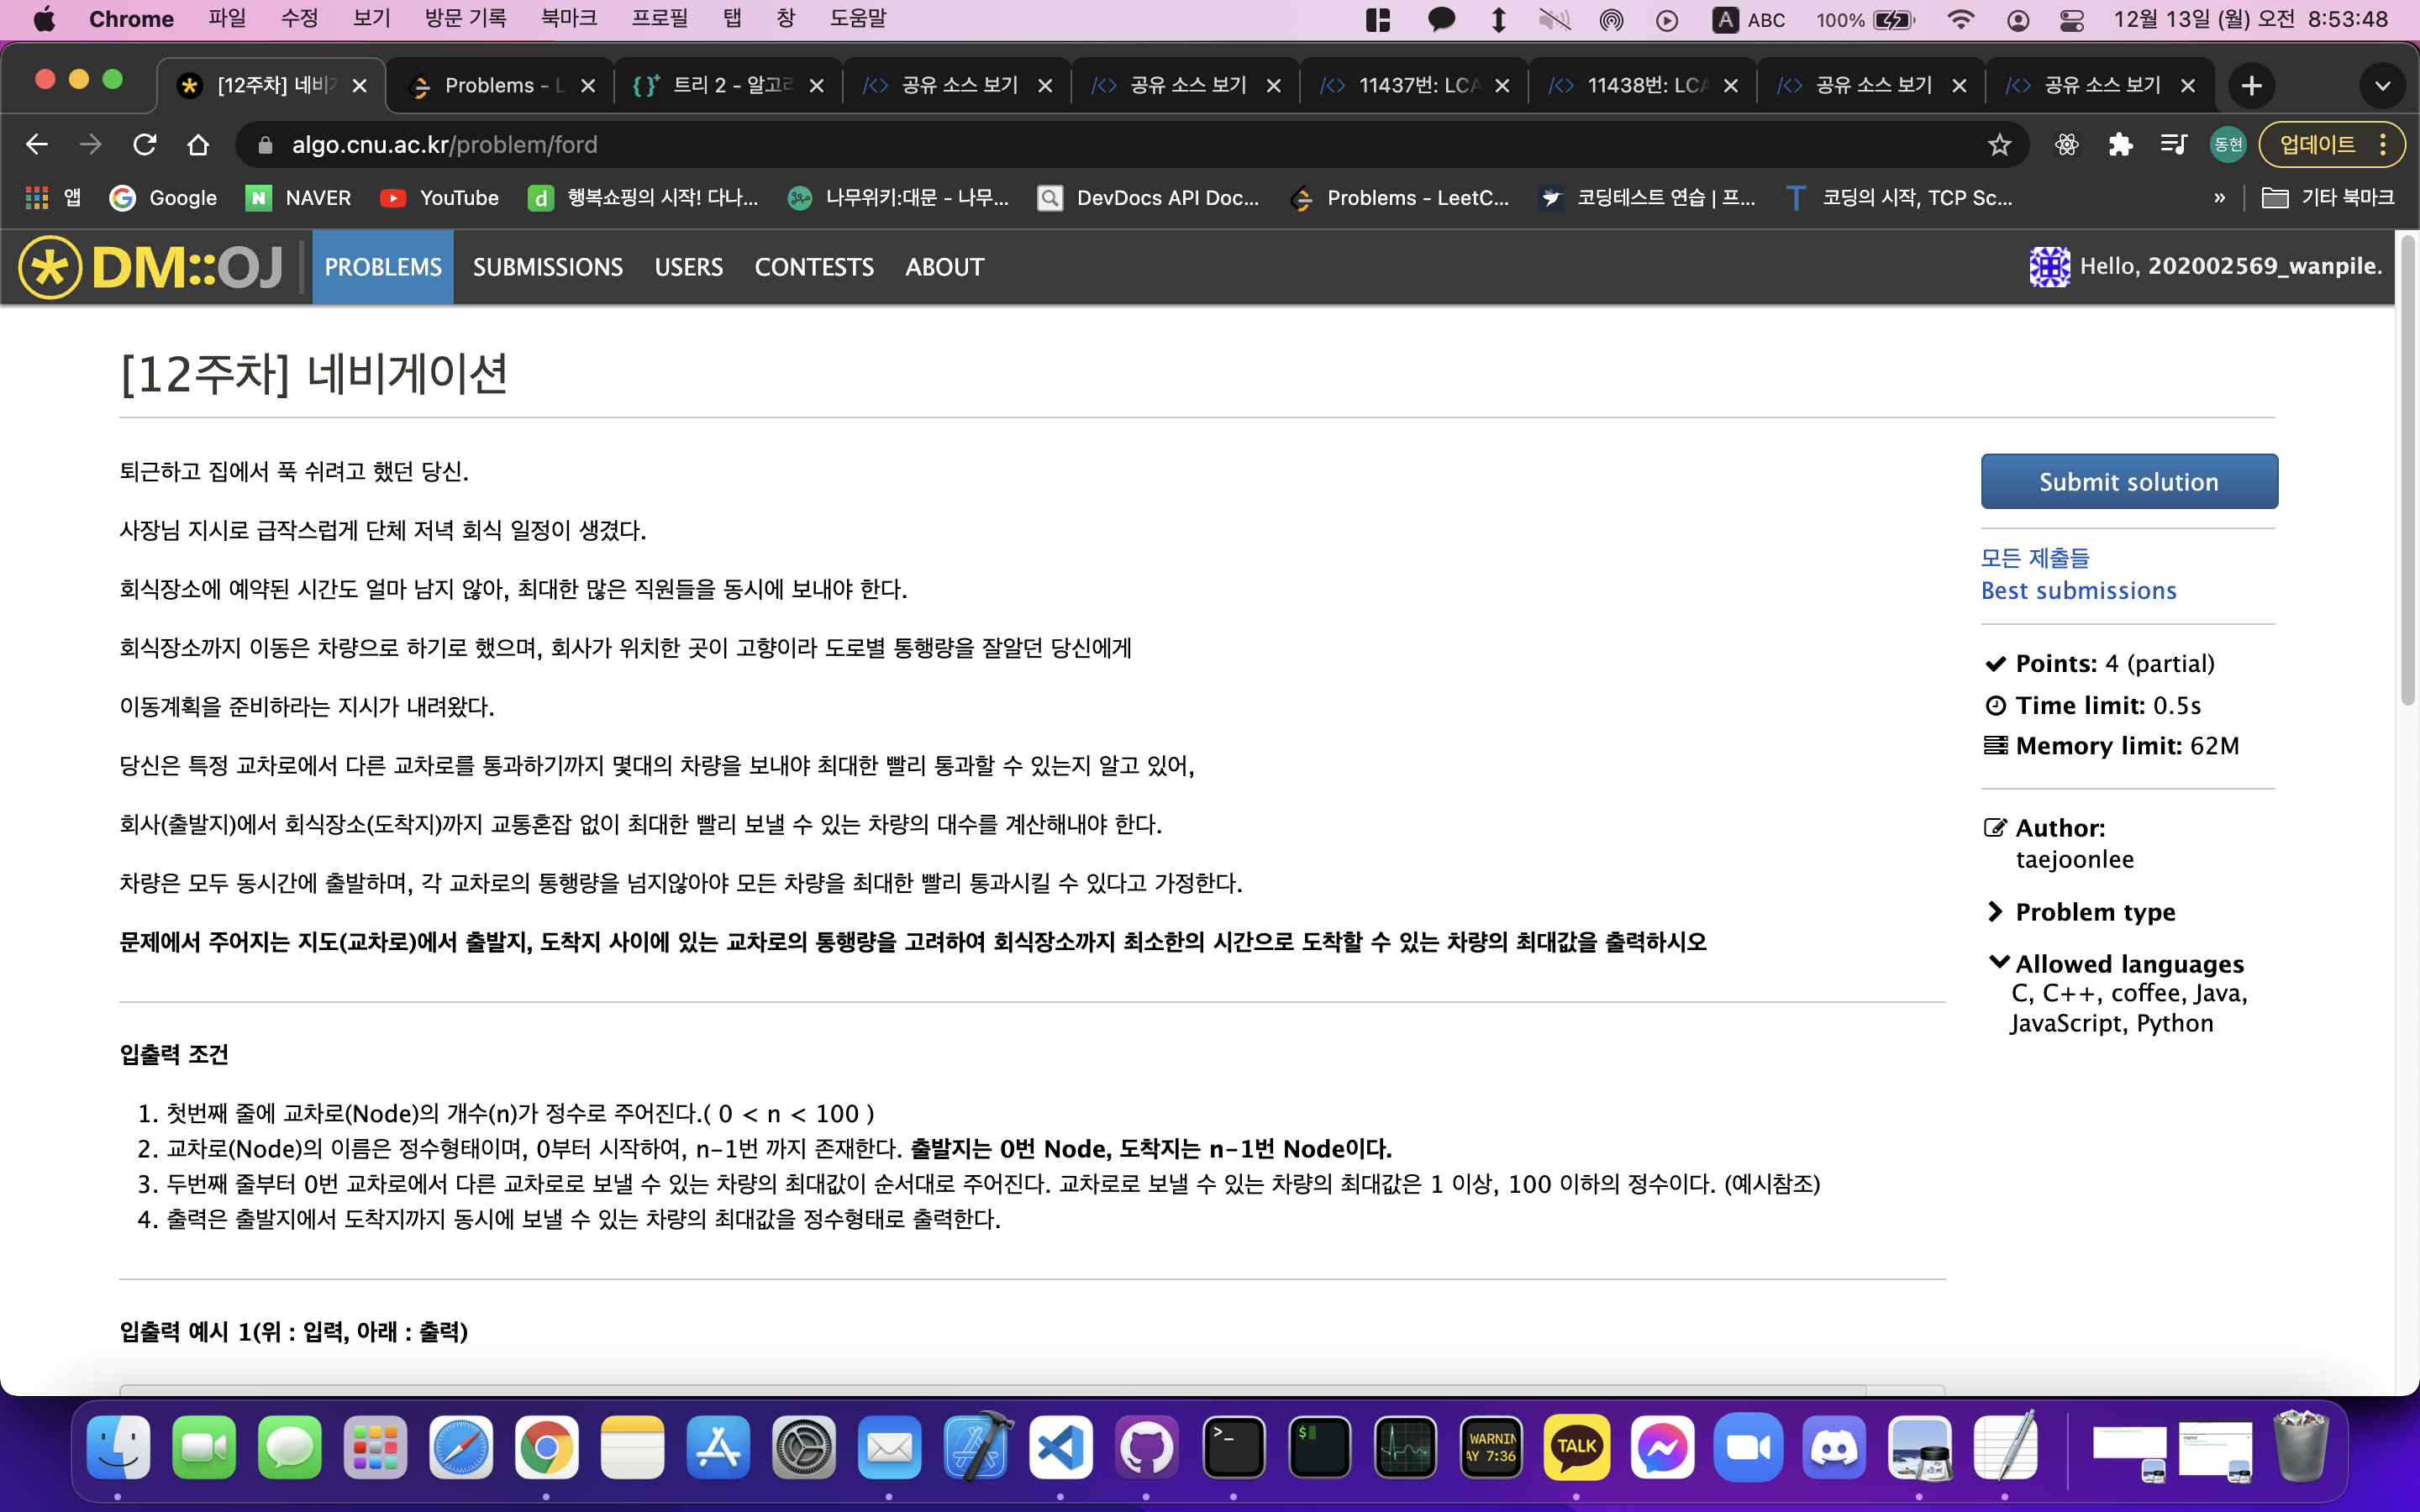 Chrome 파일 수정 보기 방문 기록 북마크 프로필 탭 창 도움말 A ABC 100% 12월 13일 (월) 오전 8:53:48
[12주차] 네비 Problems - L 트리 2 - 알고 공유 소스 보기 공유 소스 보기 11437번: LCA 11438번: LCA 공유 소스 보기 공유 소스 보기
algo.cnu.ac.kr/problem/ford 동현 업데이트
앱 Google NAVER YouTube 행복쇼핑의 시작! 다나... 나무위키:대문 - 나무... DevDocs API Doc... Problems - LeetC... 코딩테스트 연습 | 프... 코딩의 시작, TCP Sc... » 기타 북마크
DM::OJ PROBLEMS SUBMISSIONS USERS CONTESTS ABOUT Hello, 202002569_wanpile.
[12주차] 네비게이션
퇴근하고 집에서 푹 쉬려고 했던 당신.
사장님 지시로 급작스럽게 단체 저녁 회식 일정이 생겼다.
회식장소에 예약된 시간도 얼마 남지 않아, 최대한 많은 직원들을 동시에 보내야 한다.
회식장소까지 이동은 차량으로 하기로 했으며, 회사가 위치한 곳이 고향이라 도로별 통행량을 잘알던 당신에게
이동계획을 준비하라는 지시가 내려왔다.
당신은 특정 교차로에서 다른 교차로를 통과하기까지 몇대의 차량을 보내야 최대한 빨리 통과할 수 있는지 알고 있어,
회사(출발지)에서 회식장소(도착지)까지 교통혼잡 없이 최대한 빨리 보낼 수 있는 차량의 대수를 계산해내야 한다.
차량은 모두 동시간에 출발하며, 각 교차로의 통행량을 넘지않아야 모든 차량을 최대한 빨리 통과시킬 수 있다고 가정한다.
문제에서 주어지는 지도(교차로)에서 출발지, 도착지 사이에 있는 교차로의 통행량을 고려하여 회식장소까지 최소한의 시간으로 도착할 수 있는 차량의 최대값을 출력하시오
입출력 조건
1. 첫번째 줄에 교차로(Node)의 개수(n)가 정수로 주어진다.( 0 < n < 100 )
2. 교차로(Node)의 이름은 정수형태이며, 0부터 시작하여, n-1번 까지 존재한다. 출발지는 0번 Node, 도착지는 n-1번 Node이다.
3. 두번째 줄부터 0번 교차로에서 다른 교차로로 보낼 수 있는 차량의 최대값이 순서대로 주어진다. 교차로로 보낼 수 있는 차량의 최대값은 1 이상, 100 이하의 정수이다. (예시참조)
4. 출력은 출발지에서 도착지까지 동시에 보낼 수 있는 차량의 최대값을 정수형태로 출력한다.
입출력 예시 1(위 : 입력, 아래 : 출력)
Submit solution
모든 제출들
Best submissions
Points: 4 (partial)
Time limit: 0.5s
Memory limit: 62M
Author:
taejoonlee
Problem type
Allowed languages
C, C++, coffee, Java,
JavaScript, Python
WARNIN
AY 7:36
TALK